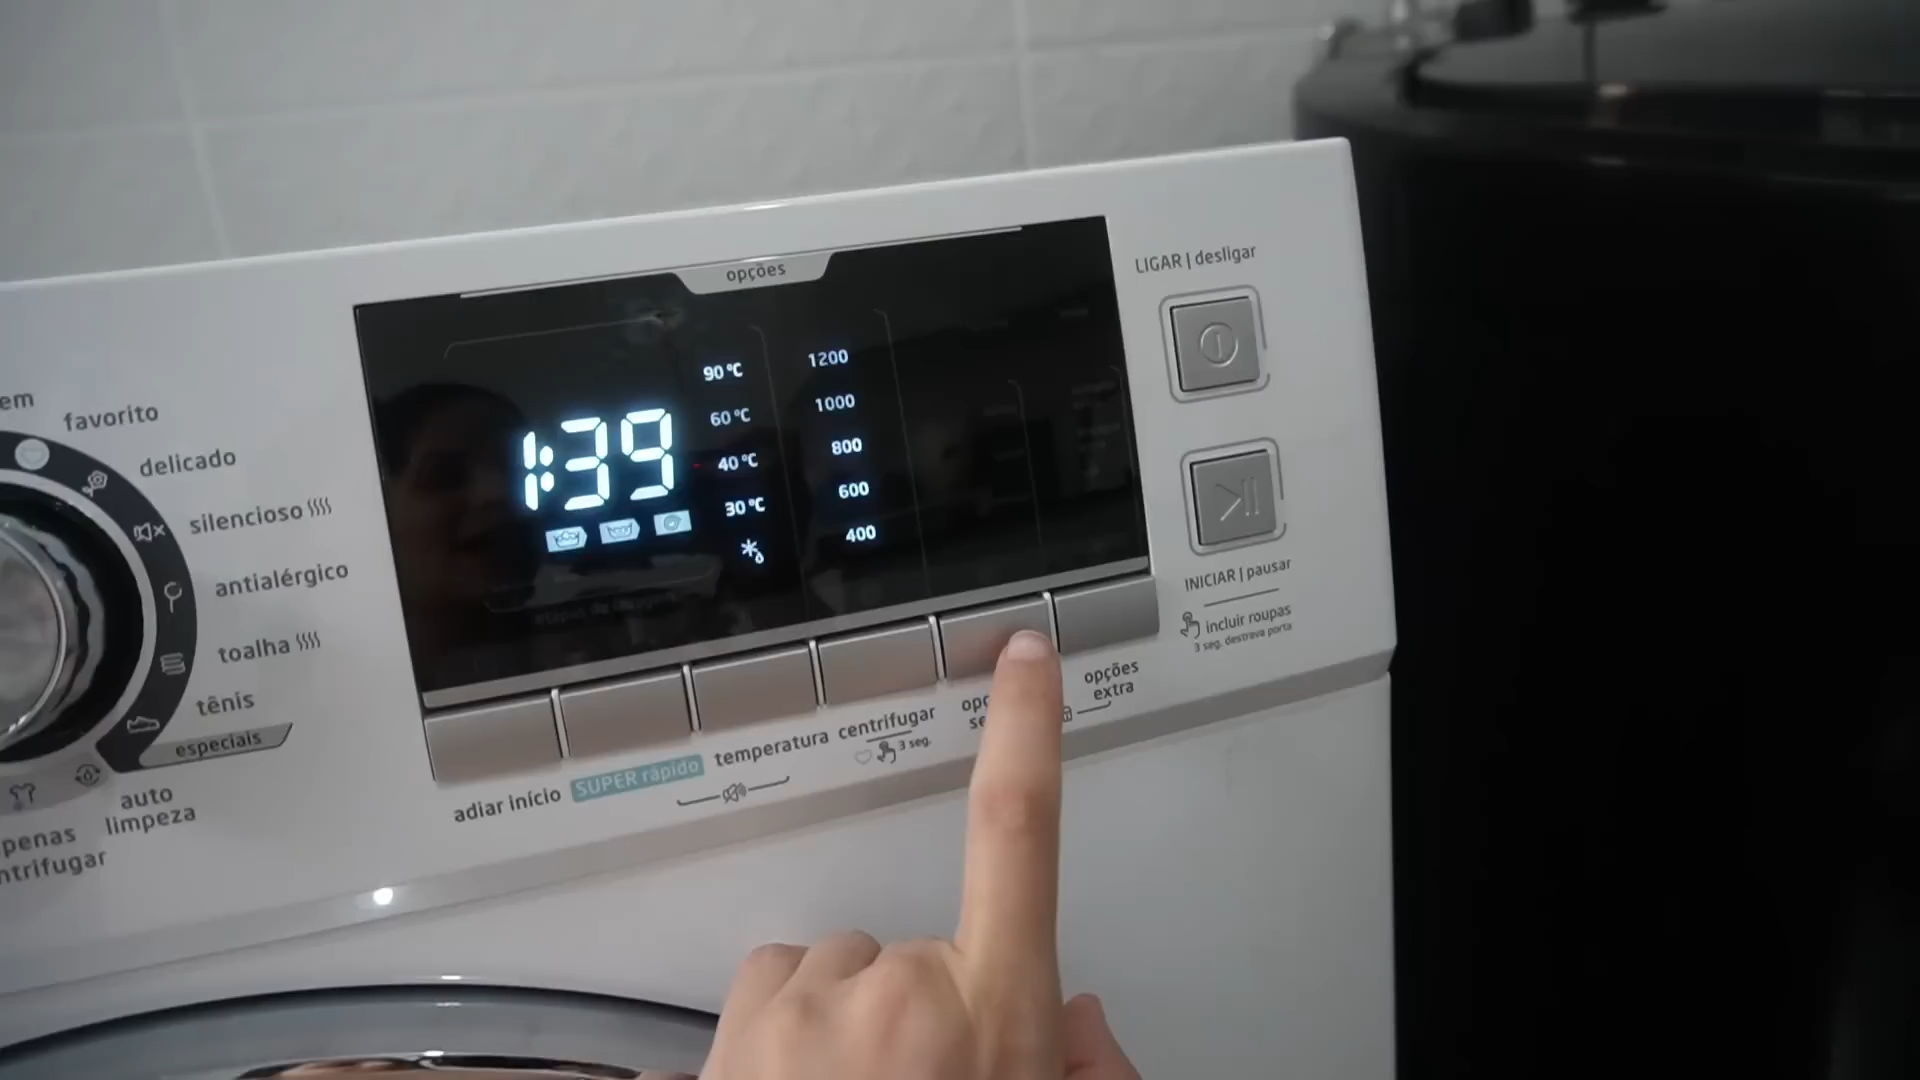 em
favorito
delicado
silencioso
antialérgico
toalha
tênis
especiais
auto
limpeza
opções
1:39
90 °C
60 °C
40 °C
30 °C
1200
1000
800
600
400
adiar início
SUPER rápido
temperatura
centrifugar
3 seg.
opções
extra
LIGAR | desligar
INICIAR | pausar
incluir roupas
3 seg. destrava porta